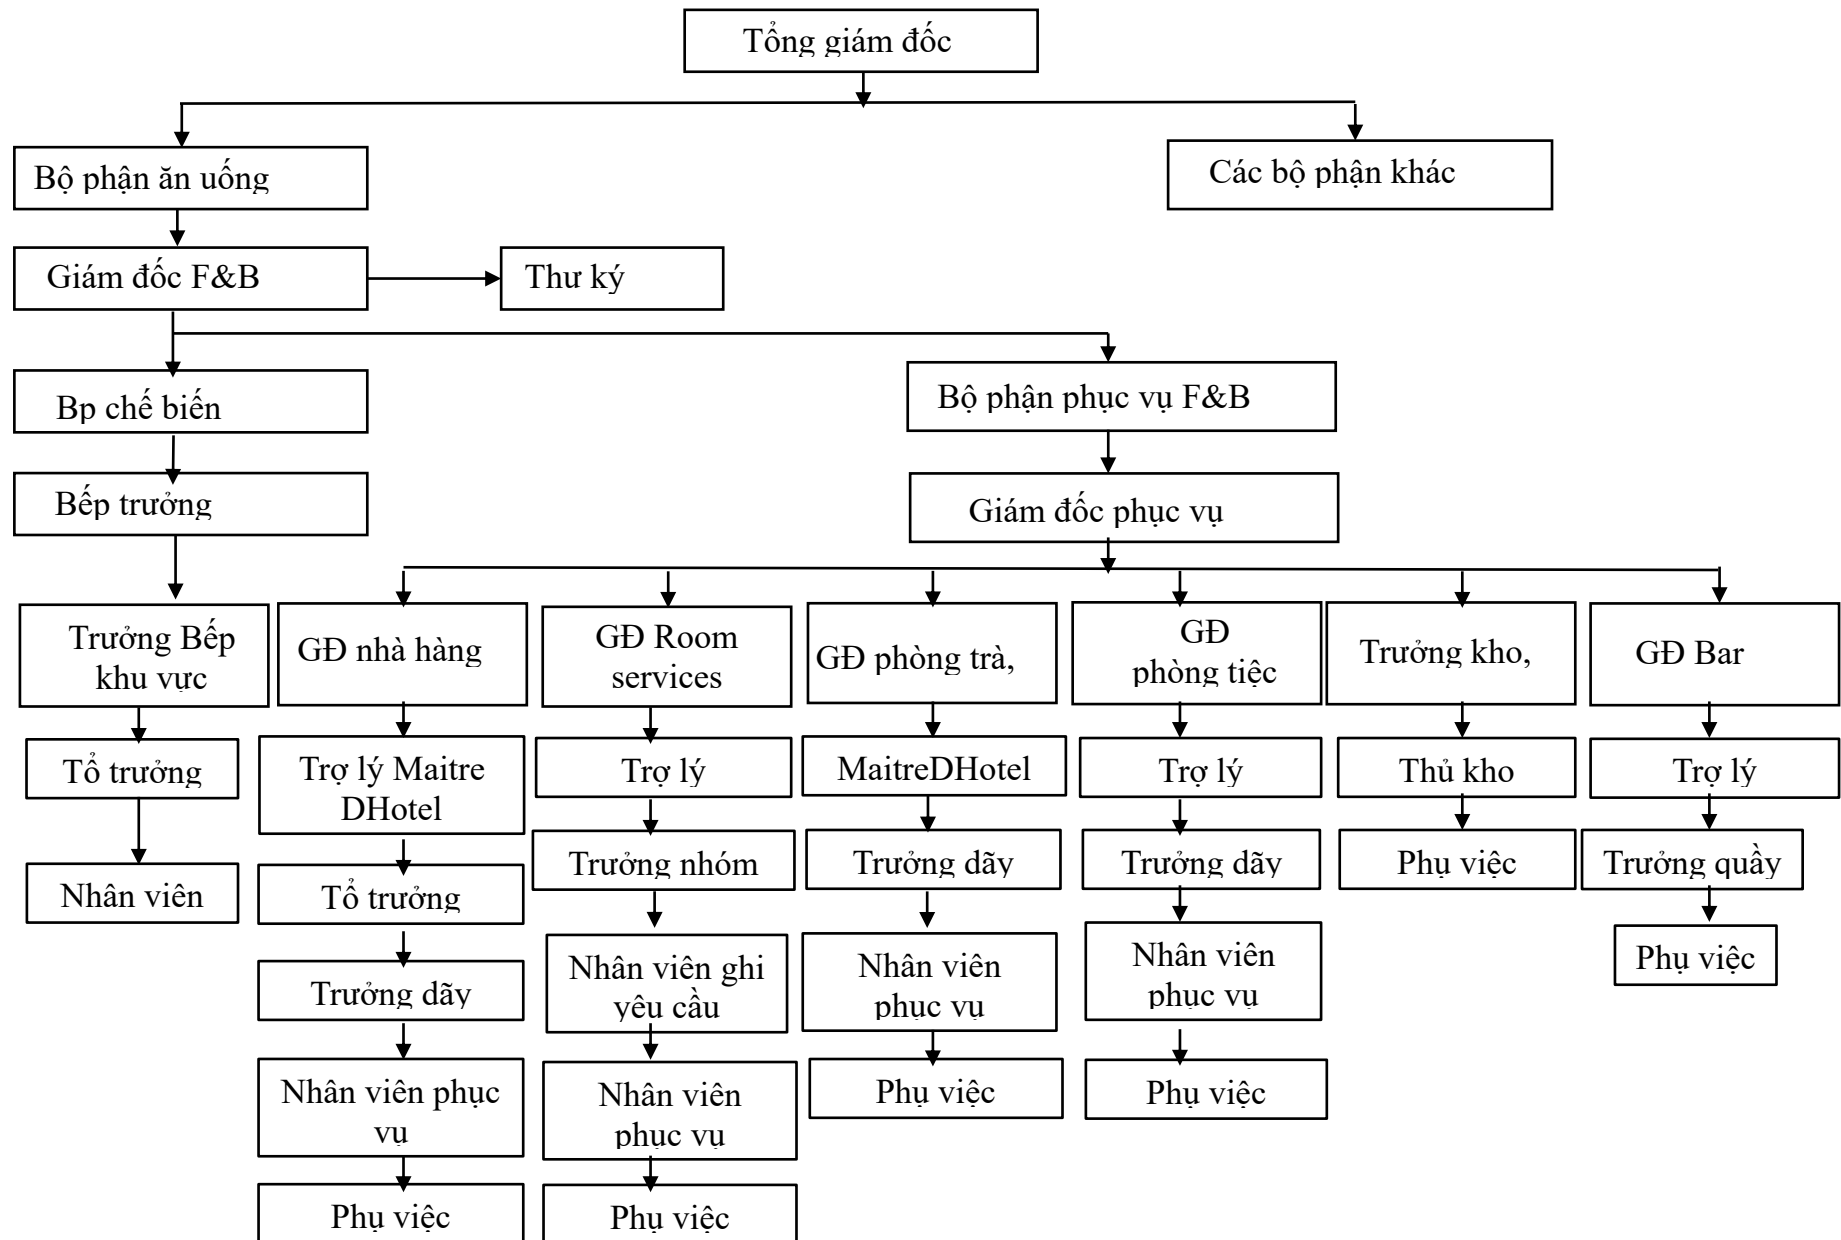 Tổng giám đốc
Bộ phận ăn uống
Các bộ phận khác
Giám đốc F&B
Thư ký
Bp chế biến
Bộ phận phục vụ F&B
Bếp trưởng
Giám đốc phục vụ
Trưởng Bếp
khu vực
GĐ nhà hàng
GĐ Room
services
GĐ phòng trà,
GĐ
phòng tiệc
Trưởng kho,
GĐ Bar
Tổ trưởng
Trợ lý Maitre
DHotel
Trợ lý
MaitreDHotel
Trợ lý
Thủ kho
Trợ lý
Nhân viên
Tổ trưởng
Trưởng nhóm
Trưởng dãy
Trưởng dãy
Phụ việc
Trưởng quầy
Trưởng dãy
Nhân viên ghi
yêu cầu
Nhân viên
phục vụ
Nhân viên
phục vụ
Phụ việc
Nhân viên phục
vụ
Nhân viên
phục vụ
Phụ việc
Phụ việc
Phụ việc
Phụ việc